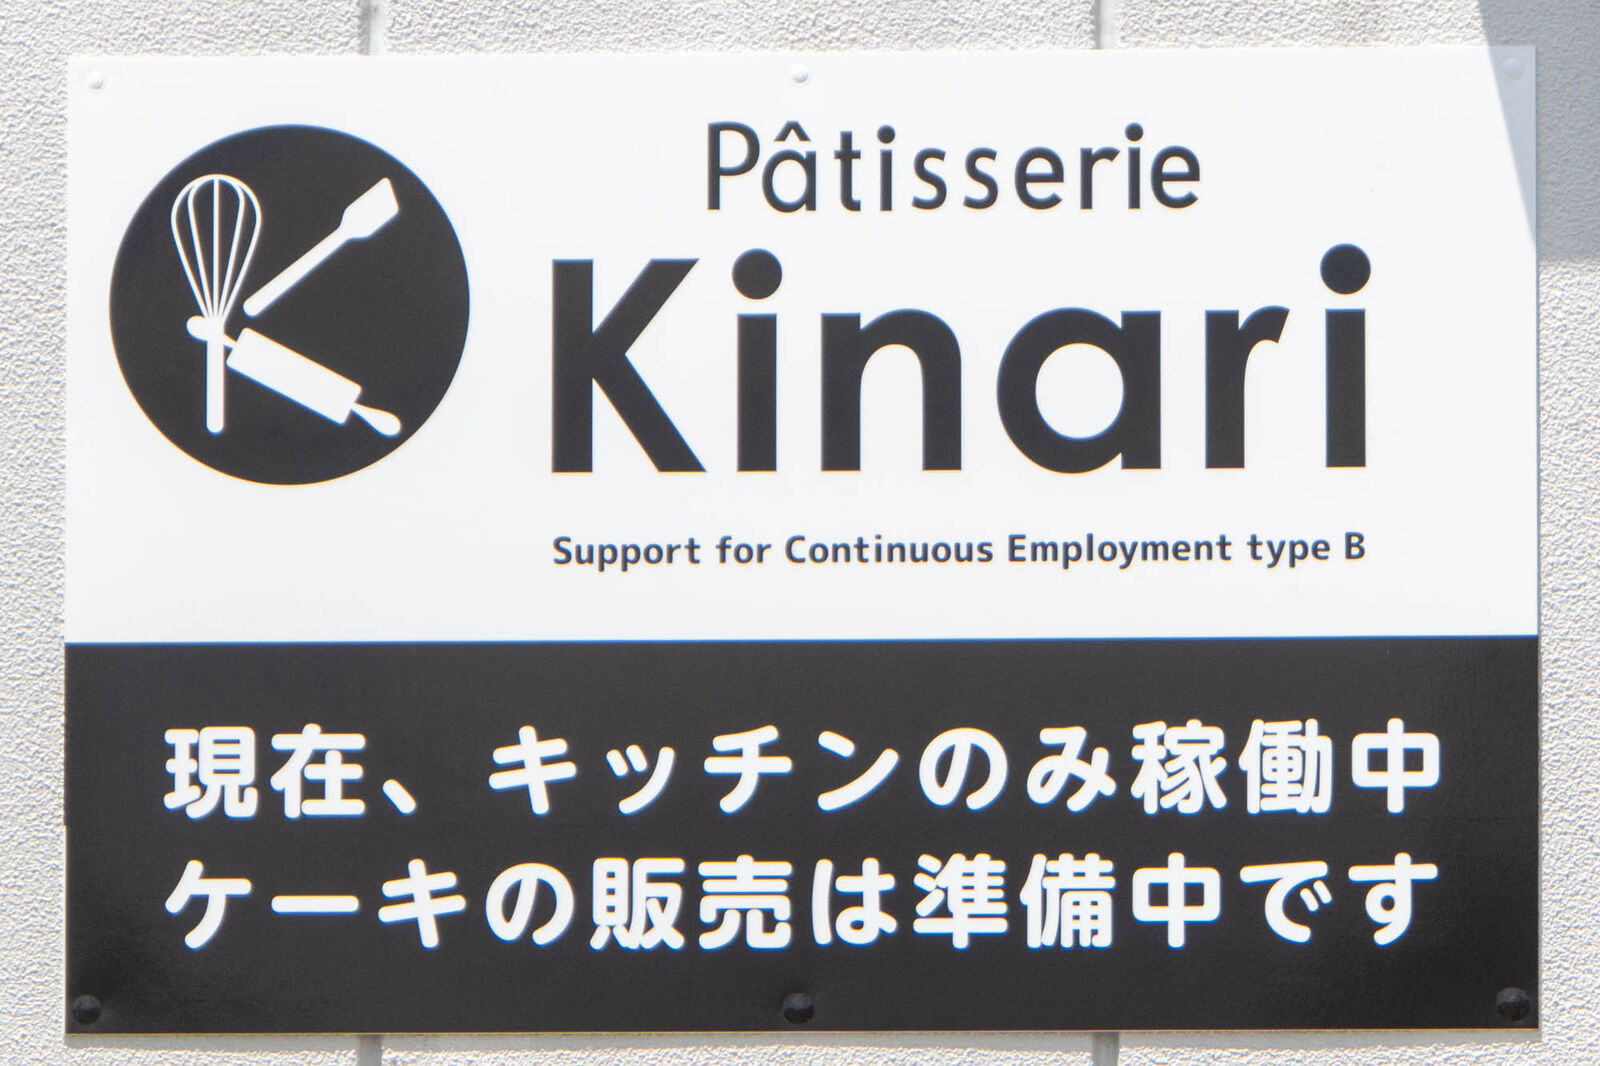 Pâtisserie
Kinari
Support for Continuous Employment type B
現在、キッチンのみ稼働中
ケーキの販売は準備中です